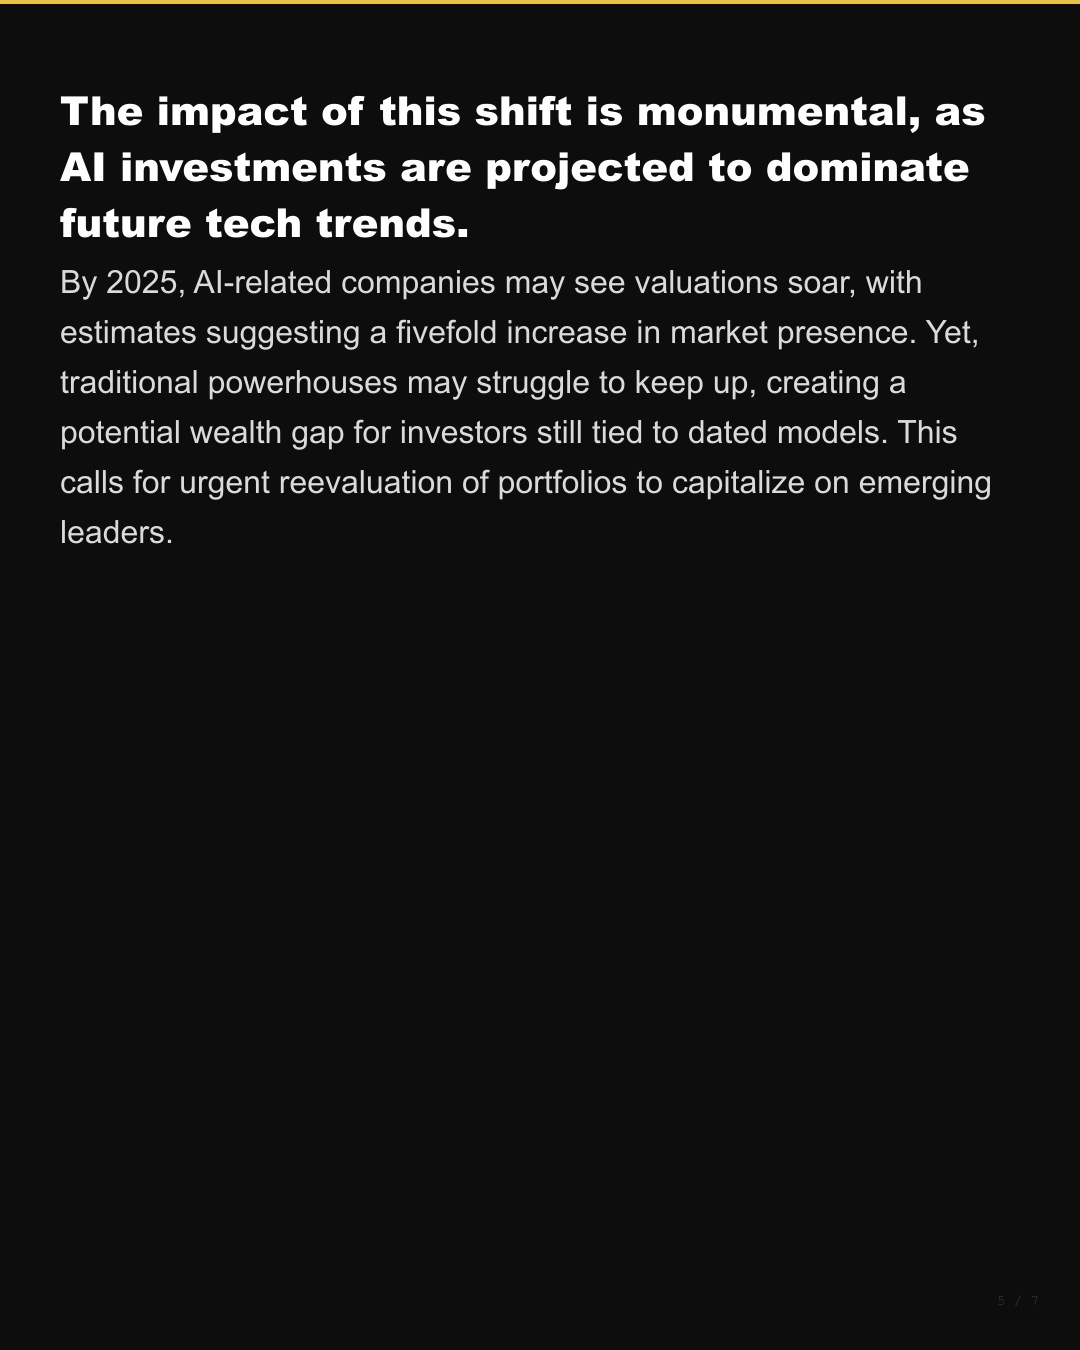 The impact of this shift is monumental, as
AI investments are projected to dominate
future tech trends.
By 2025, AI-related companies may see valuations soar, with
estimates suggesting a fivefold increase in market presence. Yet,
traditional powerhouses may struggle to keep up, creating a
potential wealth gap for investors still tied to dated models. This
calls for urgent reevaluation of portfolios to capitalize on emerging
leaders.
5 / 7